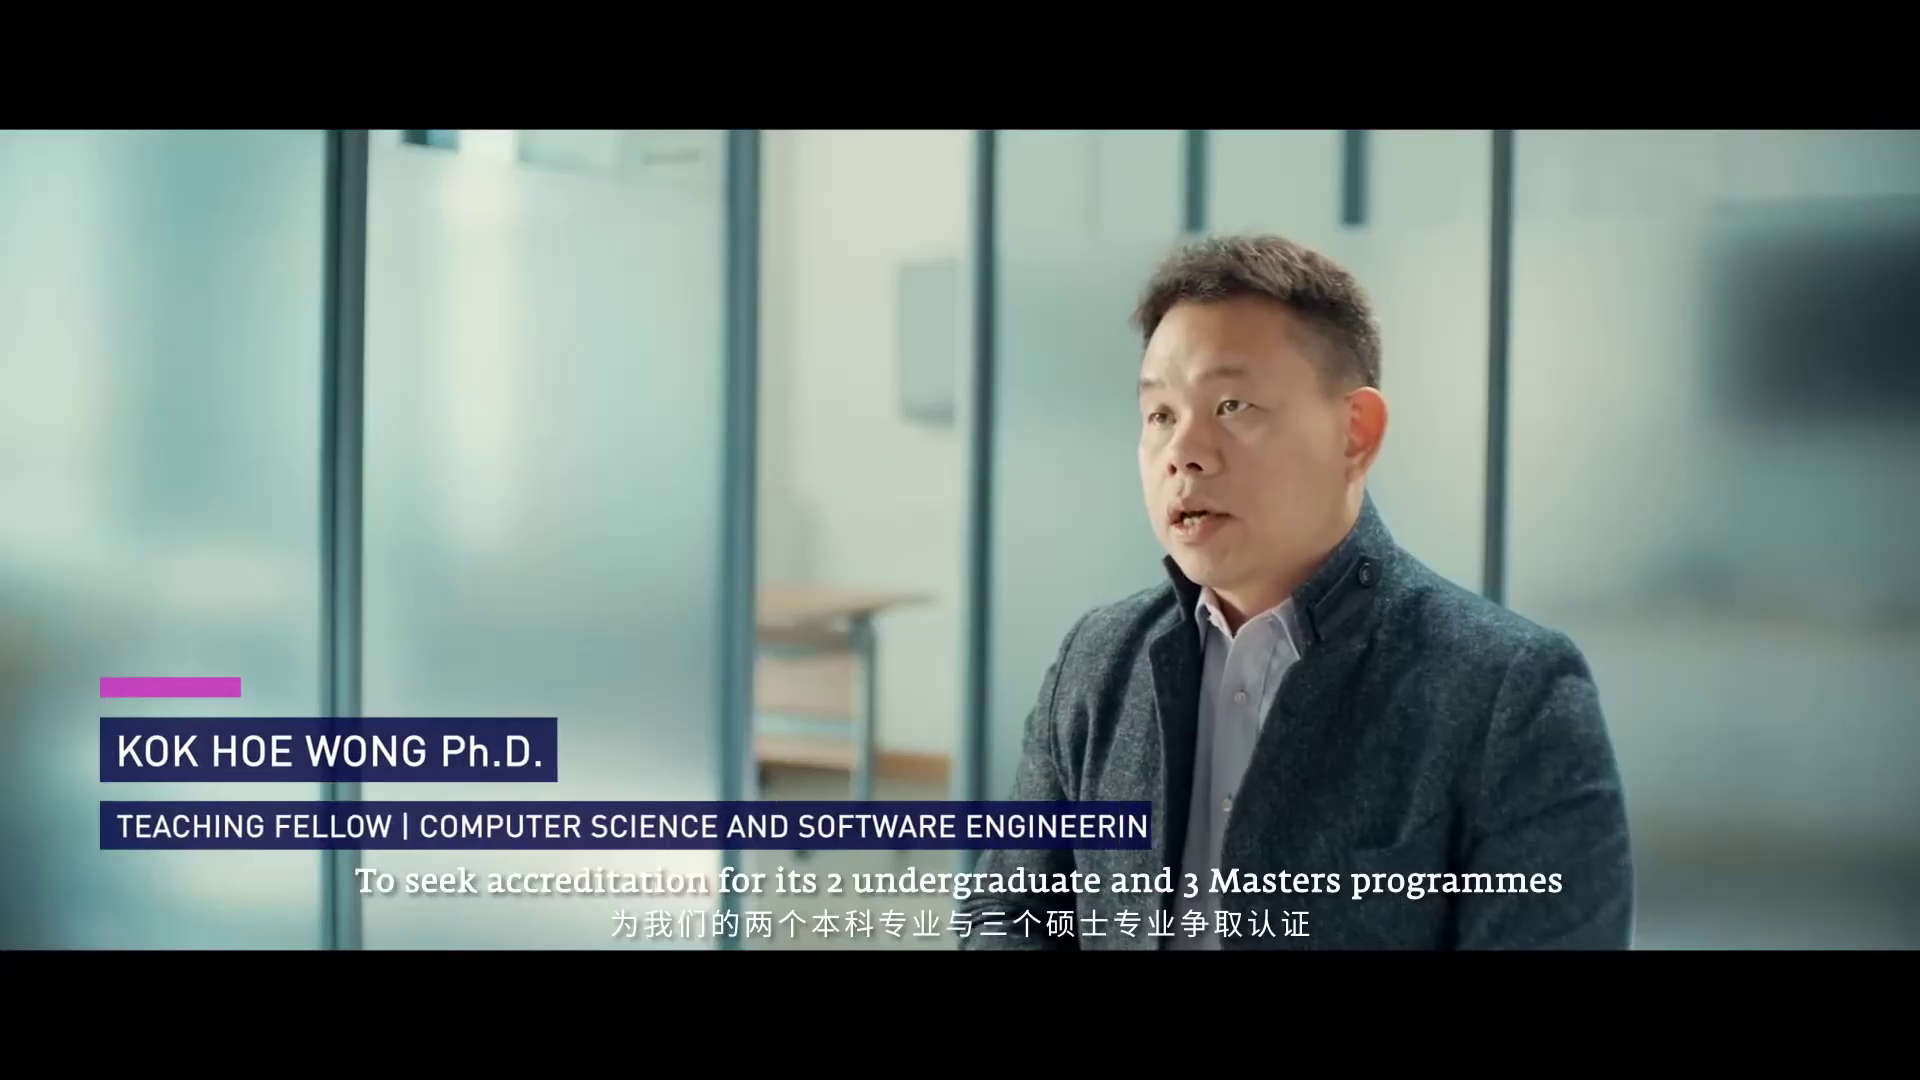 KOK HOE WONG Ph.D.
TEACHING FELLOW | COMPUTER SCIENCE AND SOFTWARE ENGINEERIN
To seek accreditation for its 2 undergraduate and 3 Masters programmes
为我们的两个本科专业与三个硕士专业争取认证